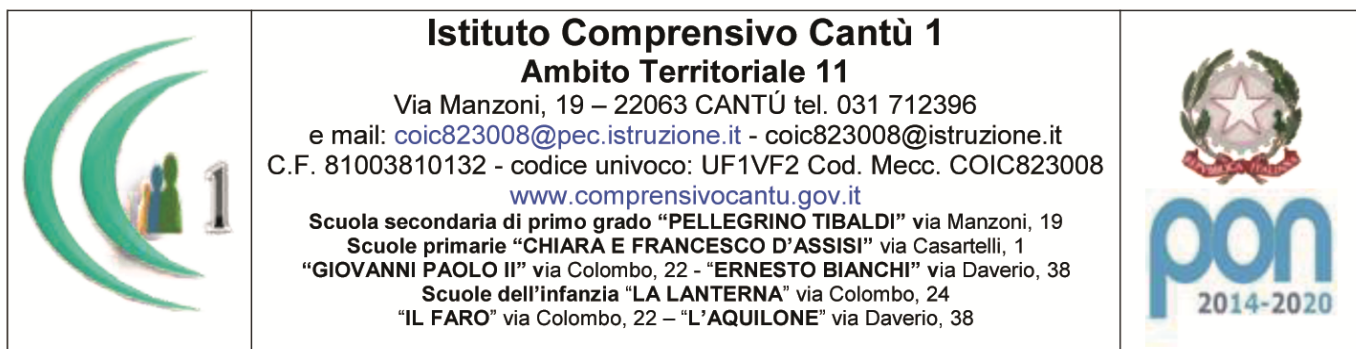 Istituto Comprensivo Cantù 1
Ambito Territoriale 11
Via Manzoni, 19 – 22063 CANTÚ tel. 031 712396
e mail: coic823008@pec.istruzione.it - coic823008@istruzione.it
C.F. 81003810132 - codice univoco: UF1VF2 Cod. Mecc. COIC823008
www.comprensivocantu.gov.it
Scuola secondaria di primo grado “PELLEGRINO TIBALDI” via Manzoni, 19
Scuole primarie “CHIARA E FRANCESCO D’ASSISI” via Casartelli, 1
“GIOVANNI PAOLO II” via Colombo, 22 - “ERNESTO BIANCHI” via Daverio, 38
Scuole dell’infanzia “LA LANTERNA” via Colombo, 24
“IL FARO” via Colombo, 22 – “L’AQUILONE” via Daverio, 38
1
REPVBBLICA ITALIANA
pon
2014-2020